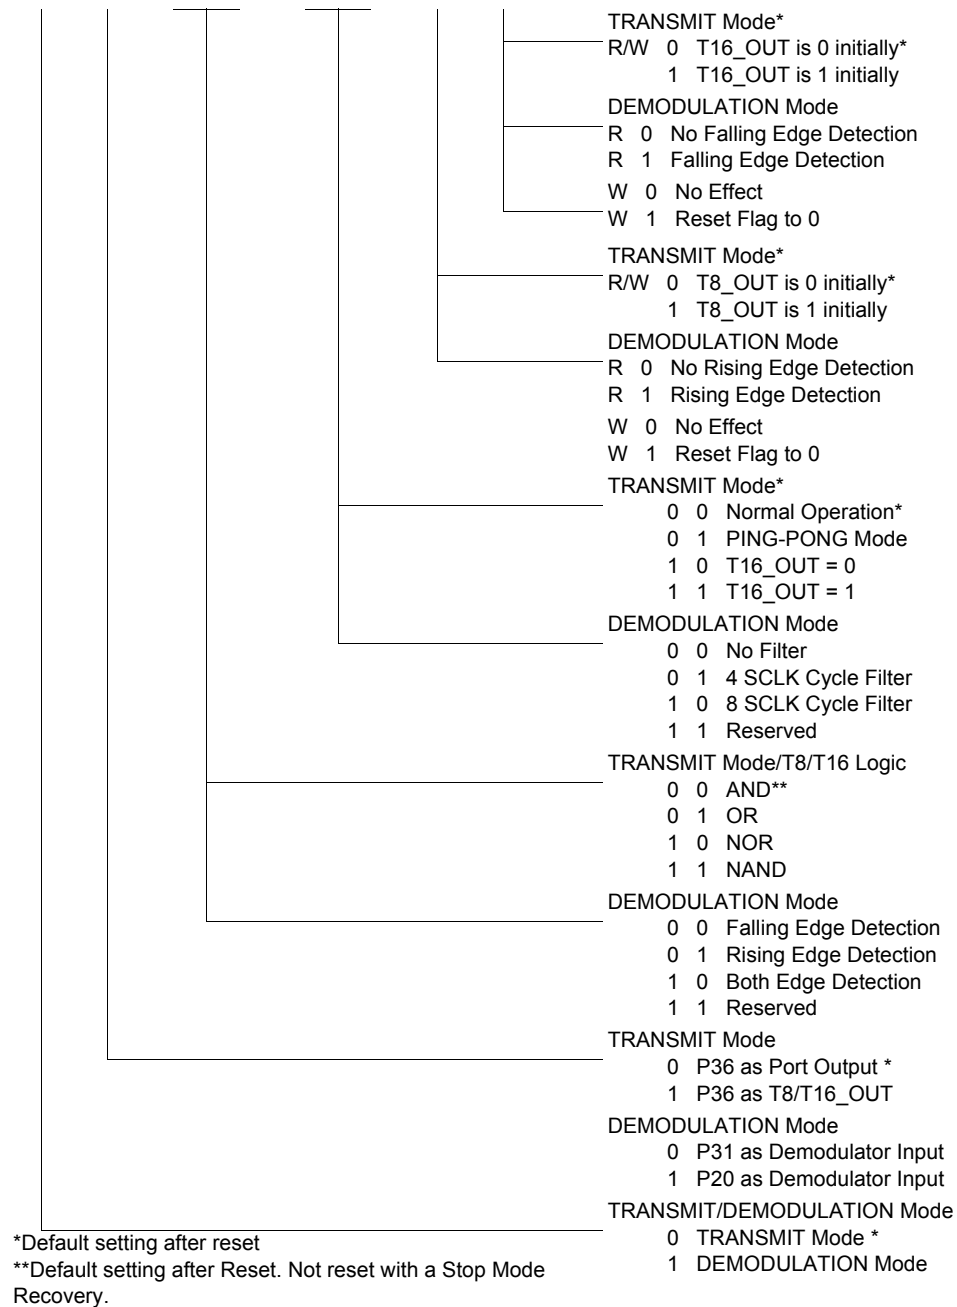 TRANSMIT Mode*
R/W 0 T16_OUT is 0 initially*
1 T16_OUT is 1 initially
DEMODULATION Mode
R 0 No Falling Edge Detection
R 1 Falling Edge Detection
W 0 No Effect
W 1 Reset Flag to 0
TRANSMIT Mode*
R/W 0 T8_OUT is 0 initially*
1 T8_OUT is 1 initially
DEMODULATION Mode
R 0 No Rising Edge Detection
R 1 Rising Edge Detection
W 0 No Effect
W 1 Reset Flag to 0
TRANSMIT Mode*
0 0 Normal Operation*
0 1 PING-PONG Mode
1 0 T16_OUT = 0
1 1 T16_OUT = 1
DEMODULATION Mode
0 0 No Filter
0 1 4 SCLK Cycle Filter
1 0 8 SCLK Cycle Filter
1 1 Reserved
TRANSMIT Mode/T8/T16 Logic
0 0 AND**
0 1 OR
1 0 NOR
1 1 NAND
DEMODULATION Mode
0 0 Falling Edge Detection
0 1 Rising Edge Detection
1 0 Both Edge Detection
1 1 Reserved
TRANSMIT Mode
0 P36 as Port Output *
1 P36 as T8/T16_OUT
DEMODULATION Mode
0 P31 as Demodulator Input
1 P20 as Demodulator Input
TRANSMIT/DEMODULATION Mode
0 TRANSMIT Mode *
1 DEMODULATION Mode
*Default setting after reset
**Default setting after Reset. Not reset with a Stop Mode
Recovery.